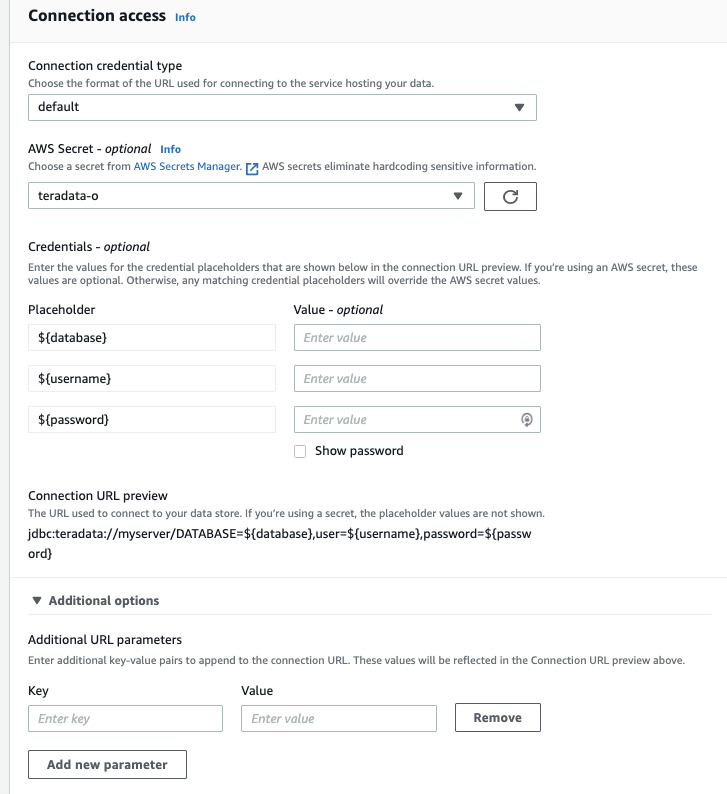 Connection access Info
Connection credential type
Choose the format of the URL used for connecting to the service hosting your data.
default
AWS Secret - optional Info
Choose a secret from AWS Secrets Manager. AWS secrets eliminate hardcoding sensitive information.
teradata-o
Credentials - optional
Enter the values for the credential placeholders that are shown below in the connection URL preview. If you're using an AWS secret, these
values are optional. Otherwise, any matching credential placeholders will override the AWS secret values.
Placeholder Value - optional
${database} Enter value
${username} Enter value
${password} Enter value
Show password
Connection URL preview
The URL used to connect to your data store. If you're using a secret, the placeholder values are not shown.
jdbc:teradata://myserver/DATABASE=${database},user=${username},password=${passw
ord}
Additional options
Additional URL parameters
Enter additional key-value pairs to append to the connection URL. These values will be reflected in the Connection URL preview above.
Key Value
Enter key Enter value Remove
Add new parameter